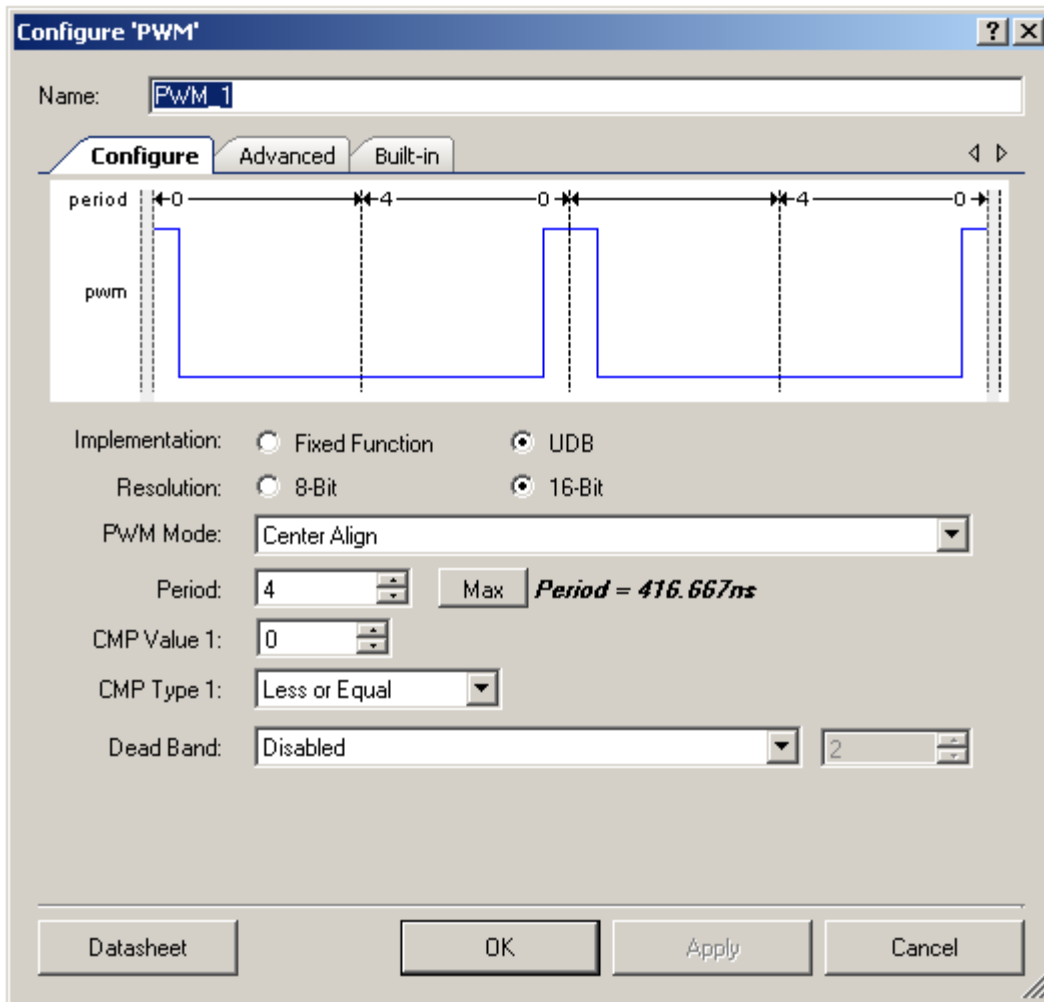 Configure 'PWM'
Name: PWM_1
Configure Advanced Built-in
period 0 4 0 4 0
pwm
Implementation: Fixed Function UDB
Resolution: 8-Bit 16-Bit
PWM Mode: Center Align
Period: 4 Max Period = 416.667ns
CMP Value 1: 0
CMP Type 1: Less or Equal
Dead Band: Disabled 2
Datasheet OK Apply Cancel